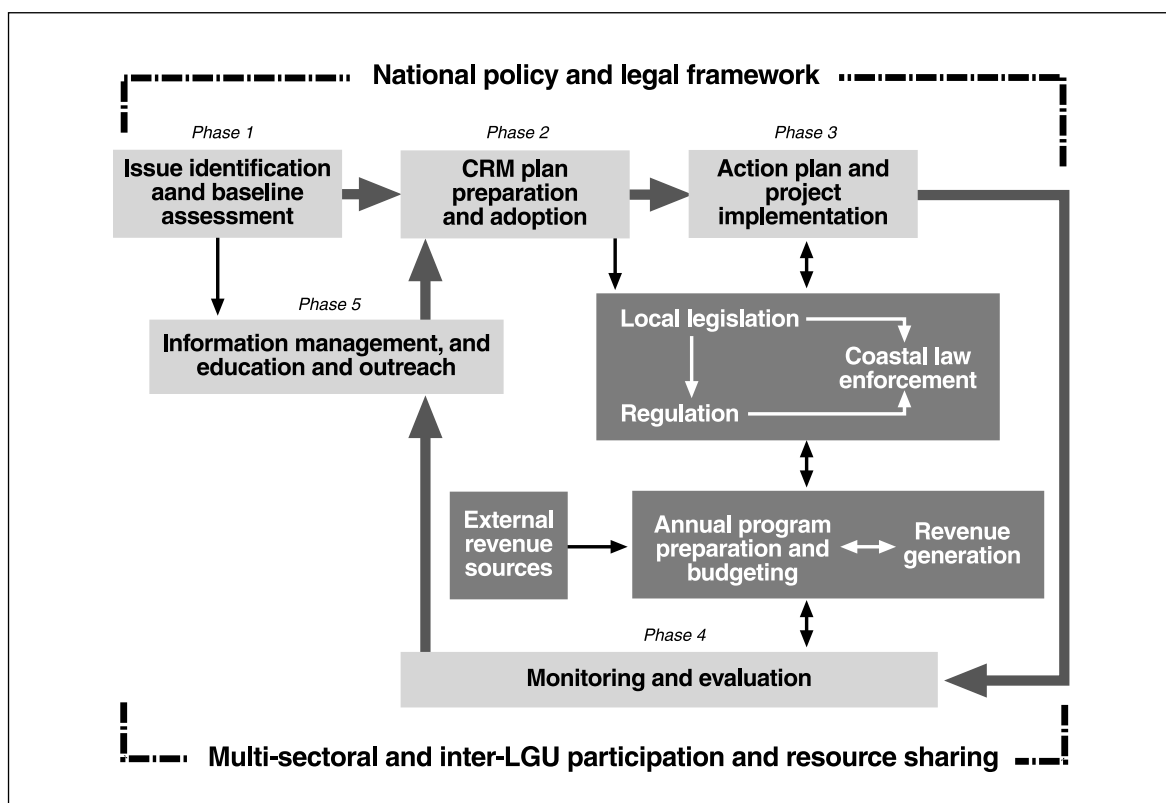 National policy and legal framework
Phase 1
Issue identification
aand baseline
assessment
Phase 2
CRM plan
preparation
and adoption
Phase 3
Action plan and
project
implementation
Phase 5
Information management, and
education and outreach
Local legislation
Coastal law
enforcement
Regulation
External
revenue
sources
Annual program
preparation and
budgeting
Revenue
generation
Phase 4
Monitoring and evaluation
Multi-sectoral and inter-LGU participation and resource sharing